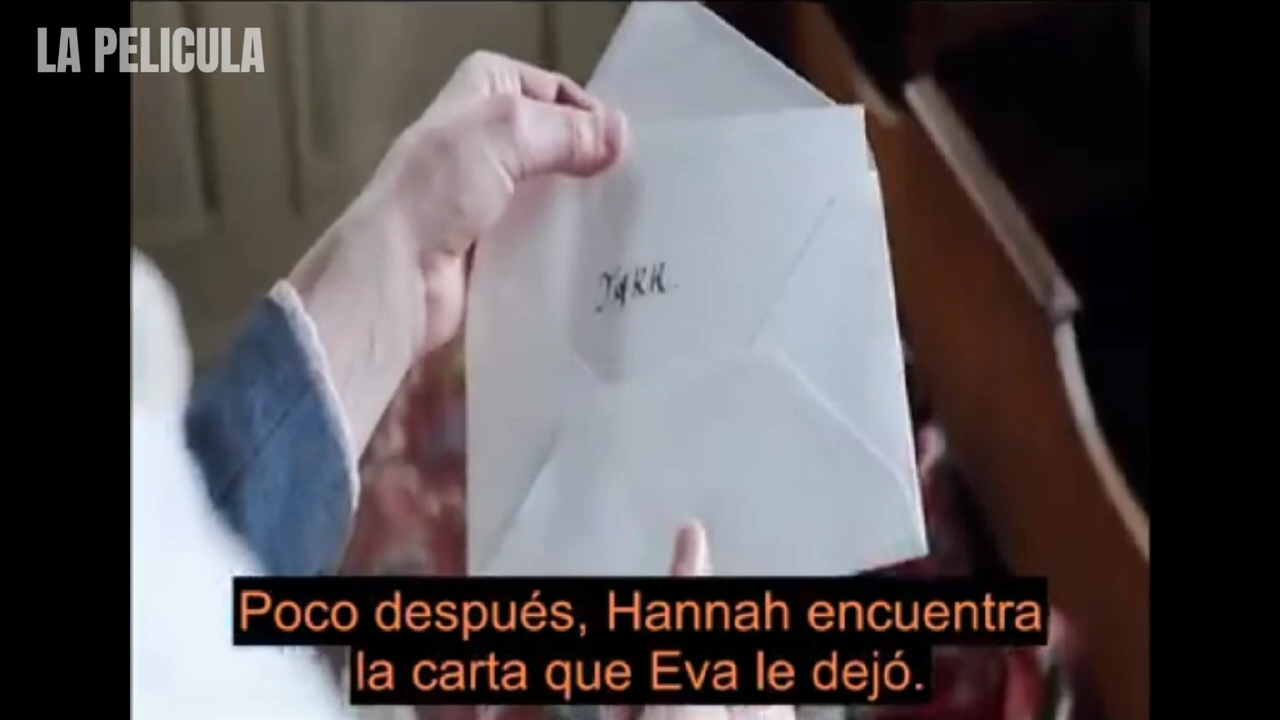 LA PELICULA
Poco después, Hannah encuentra
la carta que Eva le dejó.